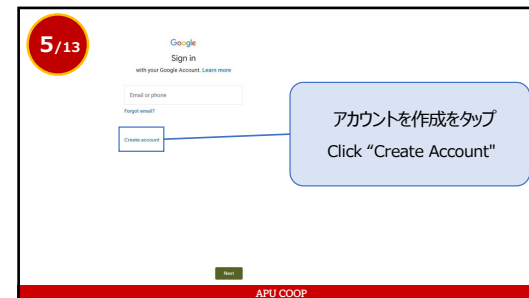 5/13
Google
Sign in
with your Google Account. Learn more
Email or phone
Forgot email?
Create account
アカウントを作成をタップ
Click “Create Account"
Next
APU COOP